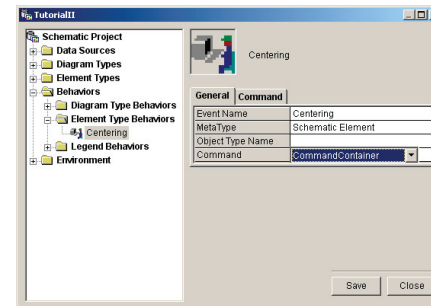 TutorialII
Schematic Project
Data Sources
Diagram Types
Element Types
Behaviors
Diagram Type Behaviors
Element Type Behaviors
Centering
Legend Behaviors
Environment
Centering
General Command
Event Name Centering
MetaType Schematic Element
Object Type Name
Command CommandContainer
Save Close